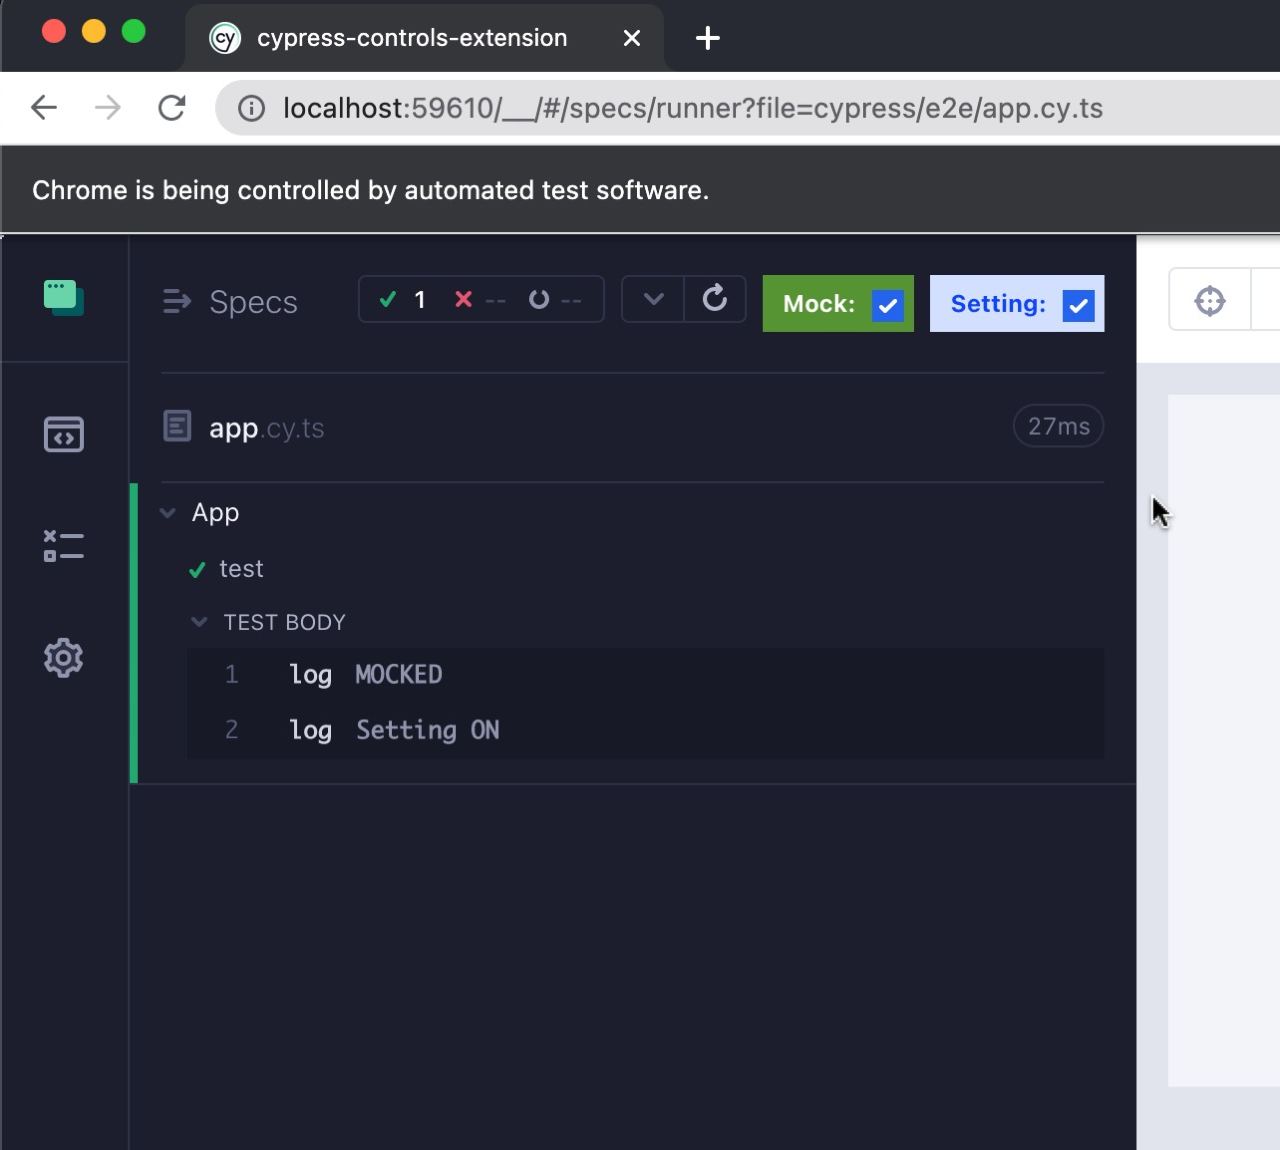 cy cypress-controls-extension
localhost:59610/__/#/specs/runner?file=cypress/e2e/app.cy.ts
Chrome is being controlled by automated test software.
Specs 1 -- -- Mock: Setting:
app.cy.ts 27ms
App
test
TEST BODY
1 log MOCKED
2 log Setting ON